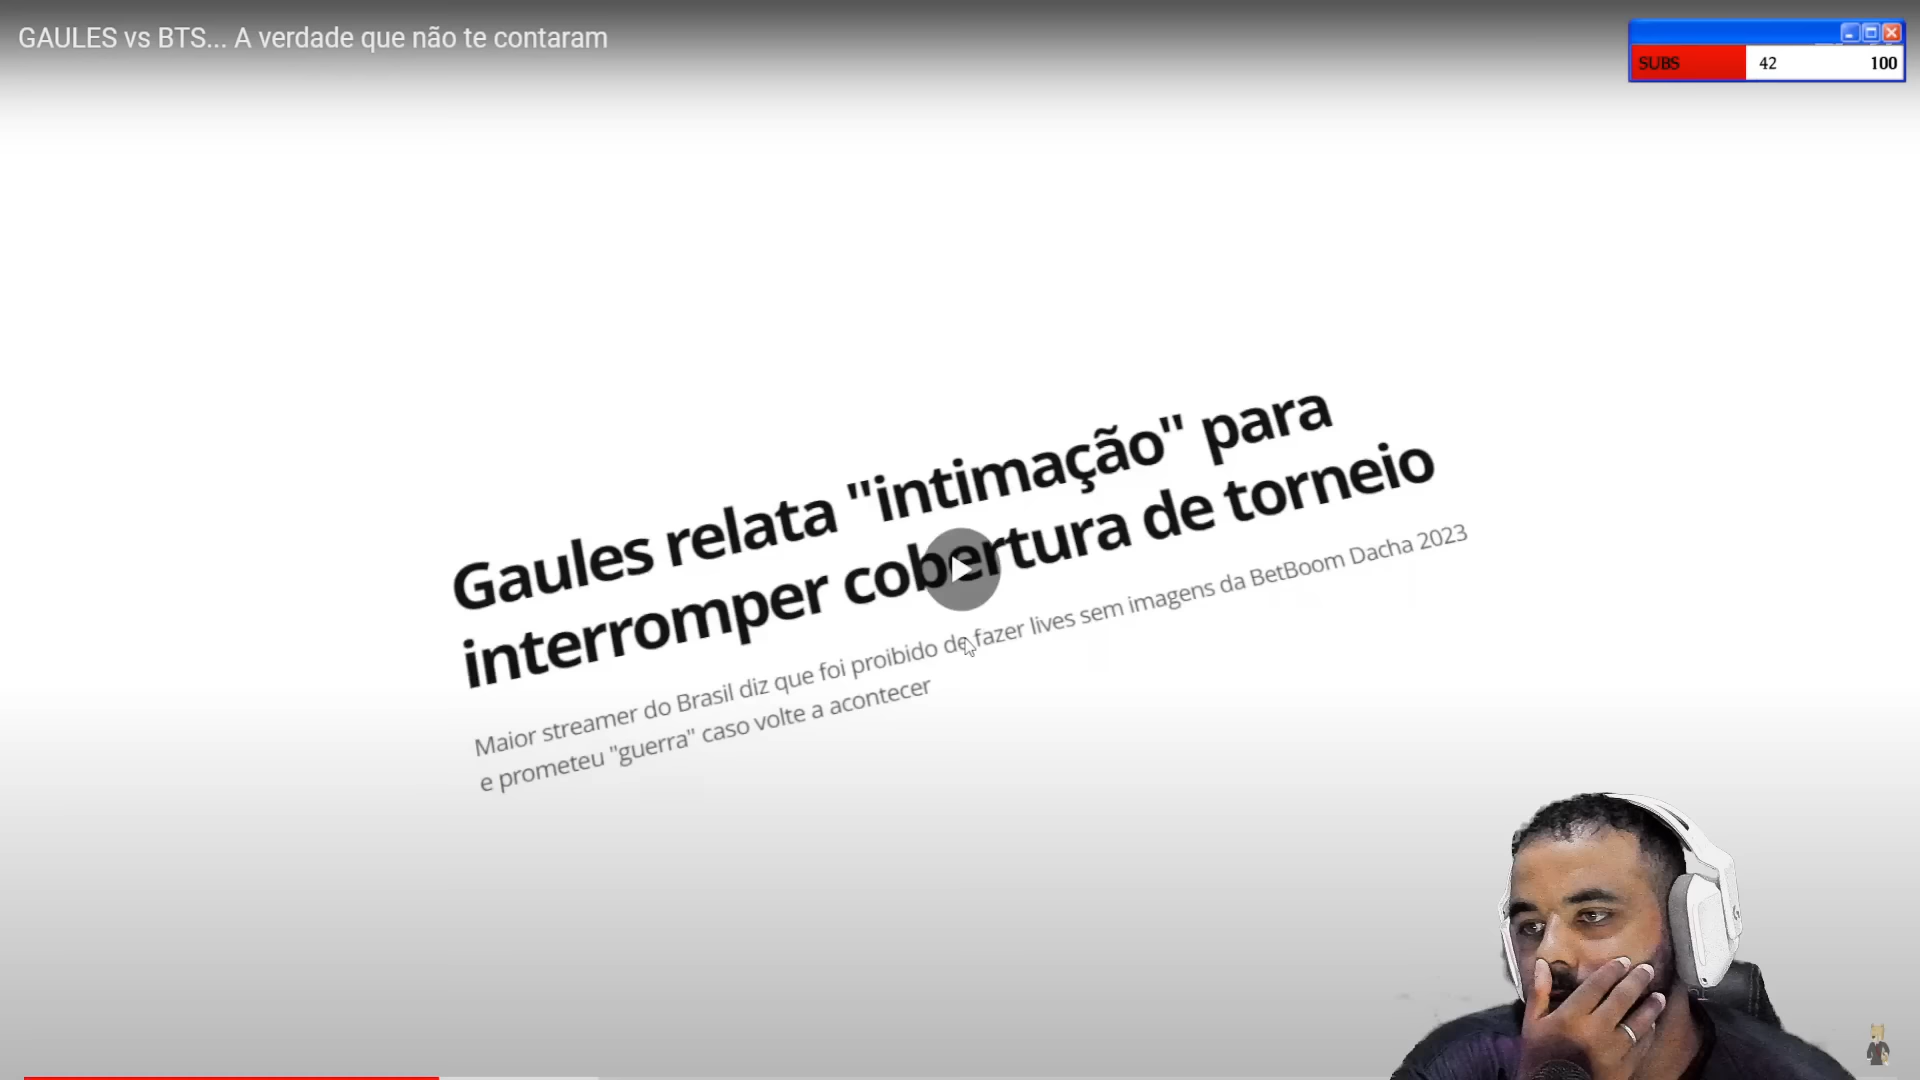 GAULES vs BTS... A verdade que não te contaram
SUBS 42 100
Gaules relata "intimação" para
interromper cobertura de torneio
Maior streamer do Brasil diz que foi proibido de fazer lives sem imagens da BetBoom Dacha 2023
e prometeu "guerra" caso volte a acontecer